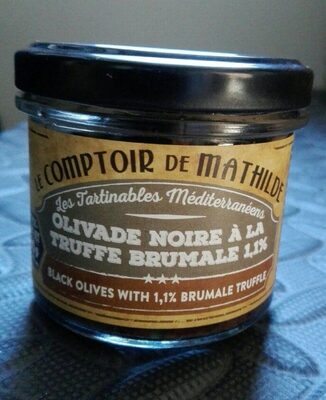 LE COMPTOIR DE MATHILDE
Les Tartinables Méditerranéens
OLIVADE NOIRE À LA
TRUFFE BRUMALE 1,1%
BLACK OLIVES WITH 1,1% BRUMALE TRUFFLE